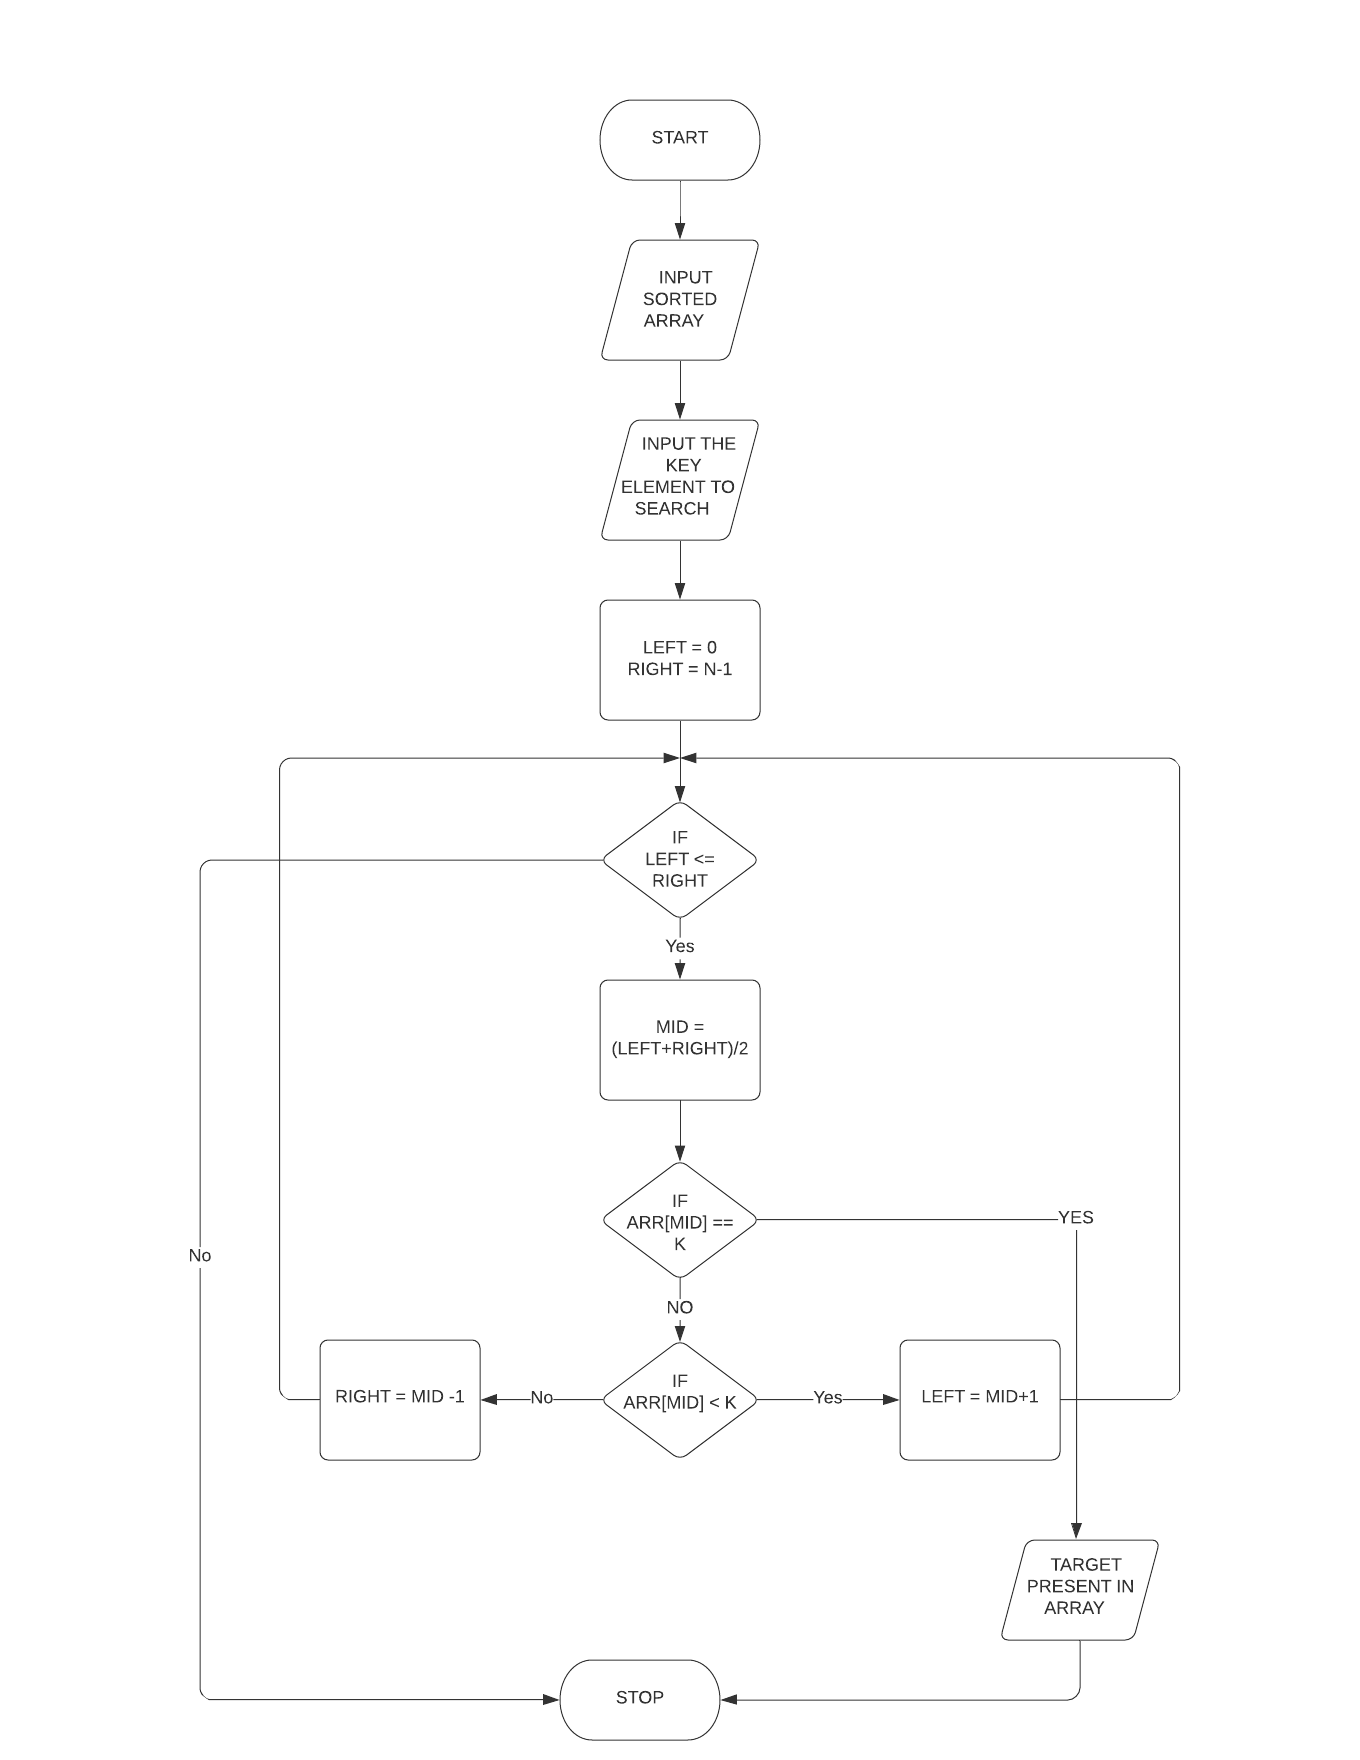 START
INPUT
SORTED
ARRAY
INPUT THE
KEY
ELEMENT TO
SEARCH
LEFT = 0
RIGHT = N-1
IF
LEFT <=
RIGHT
Yes
MID =
(LEFT+RIGHT)/2
IF
ARR[MID] ==
K
YES
No
NO
RIGHT = MID -1
No
IF
ARR[MID] < K
Yes
LEFT = MID+1
TARGET
PRESENT IN
ARRAY
STOP